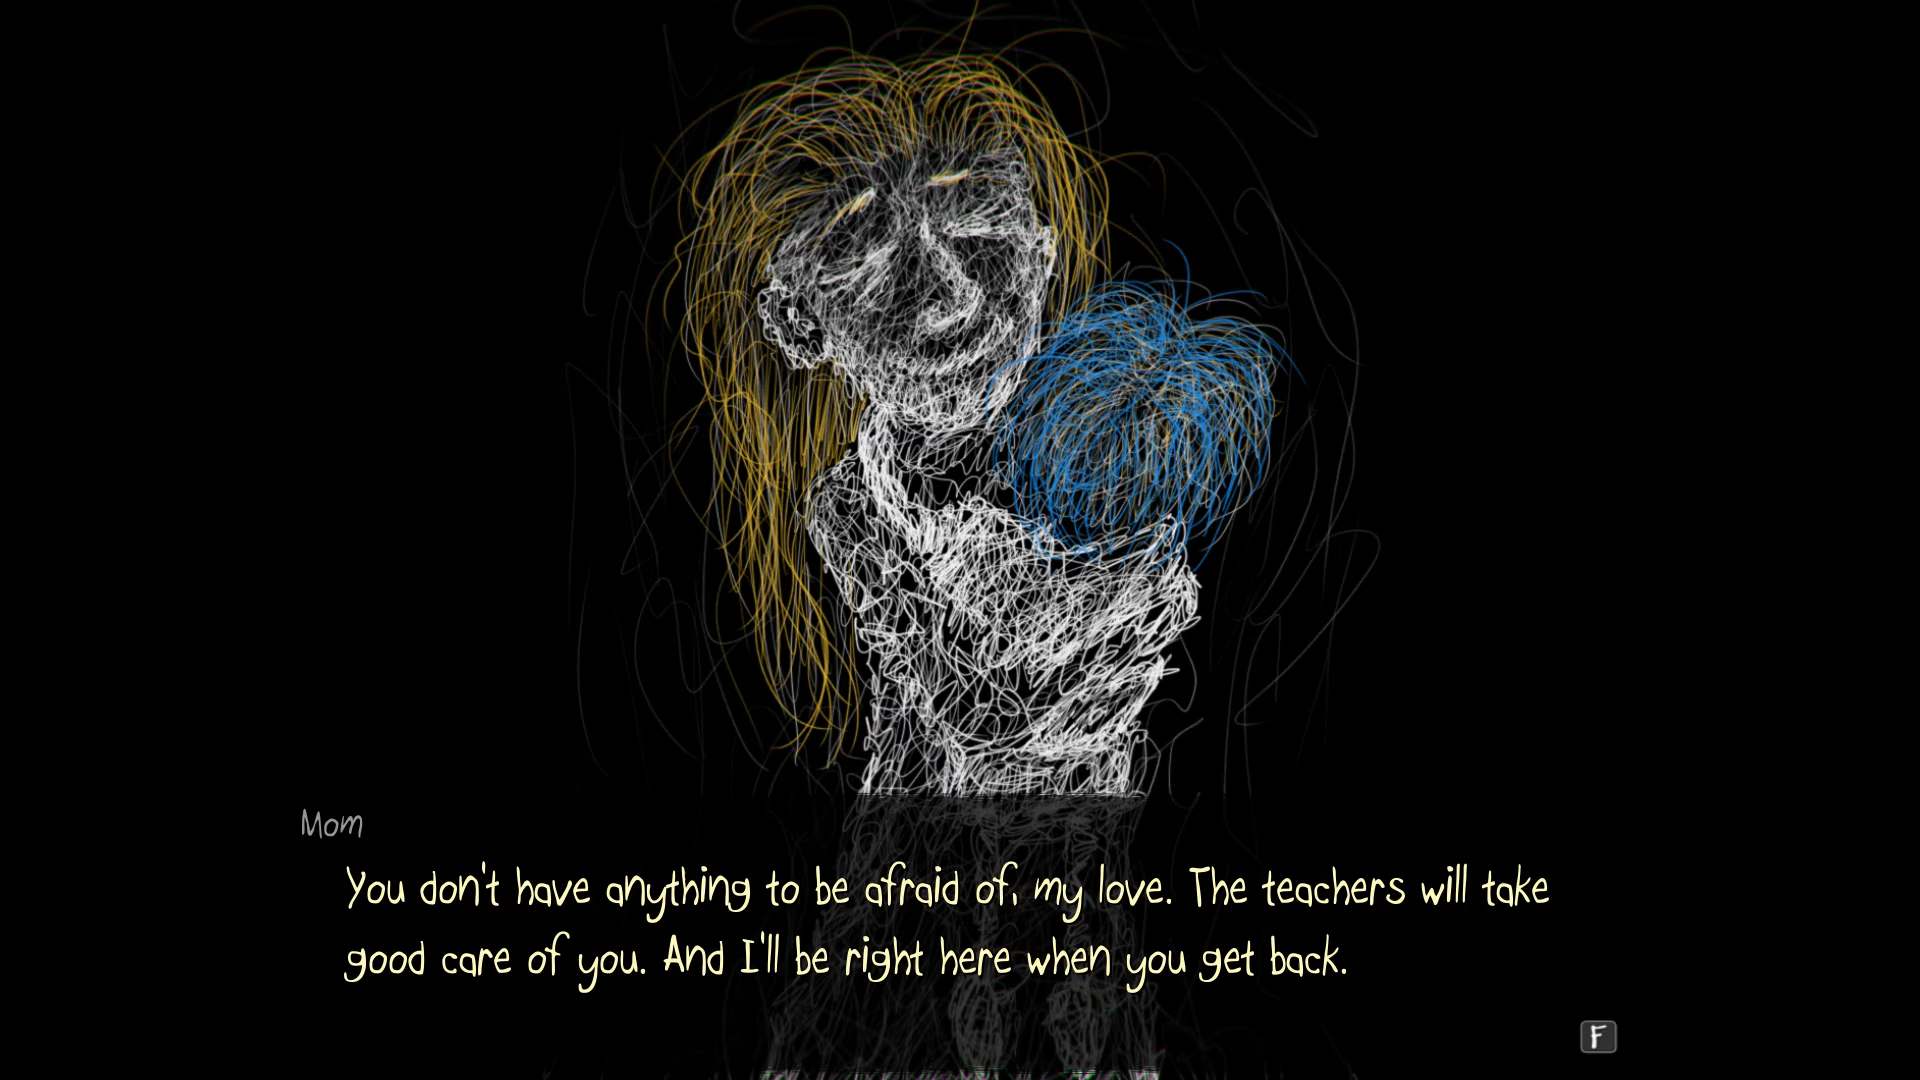 Mom
You don't have anything to be afraid of, my love. The teachers will take
good care of you. And I'll be right here when you get back.
F